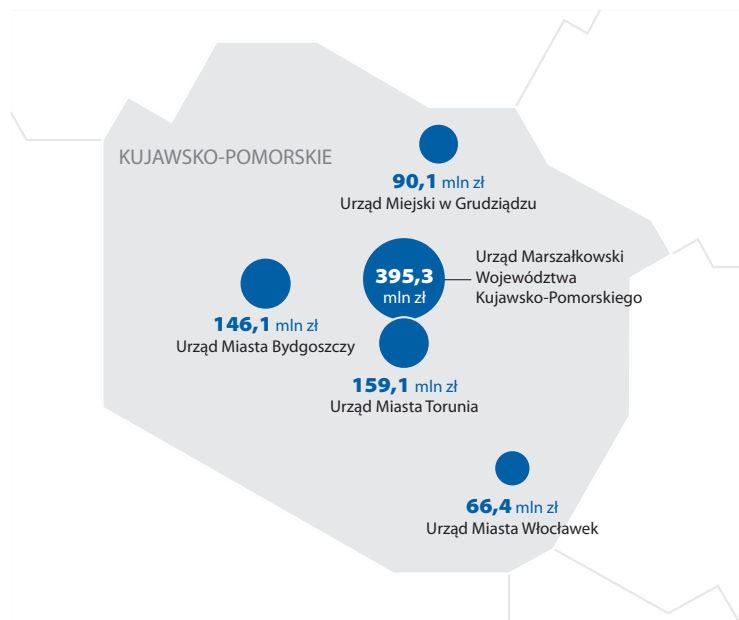 KUJAWSKO-POMORSKIE
90,1 mln zł
Urząd Miejski w Grudziądzu
395,3
mln zł
Urząd Marszałkowski
Województwa
Kujawsko-Pomorskiego
146,1 mln zł
Urząd Miasta Bydgoszczy
159,1 mln zł
Urząd Miasta Torunia
66,4 mln zł
Urząd Miasta Włocławek